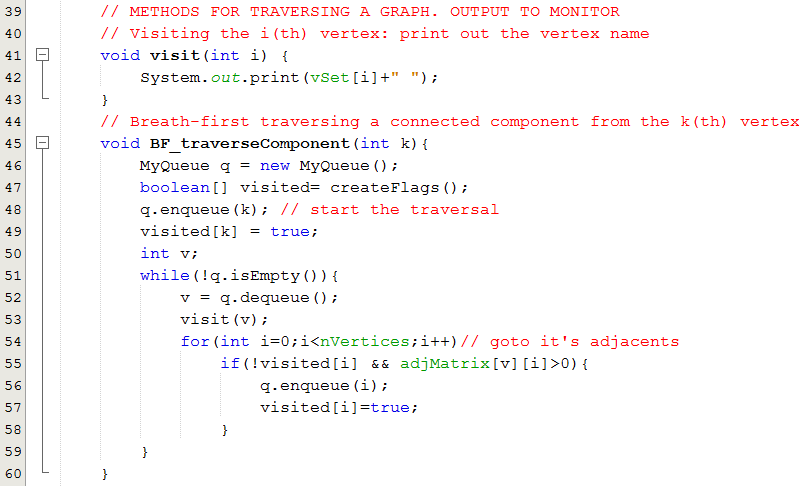 39 // METHODS FOR TRAVERSING A GRAPH. OUTPUT TO MONITOR
40 // Visiting the i(th) vertex: print out the vertex name
41 void visit(int i) {
42 System.out.print(vSet[i]+" ");
43 }
44 // Breath-first traversing a connected component from the k(th) vertex
45 void BF_traverseComponent(int k){
46 MyQueue q = new MyQueue();
47 boolean[] visited= createFlags();
48 q.enqueue(k); // start the traversal
49 visited[k] = true;
50 int v;
51 while(!q.isEmpty()){
52 v = q.dequeue();
53 visit(v);
54 for(int i=0;i<nVertices;i++)// goto it's adjacents
55 if(!visited[i] && adjMatrix[v][i]>0){
56 q.enqueue(i);
57 visited[i]=true;
58 }
59 }
60 }